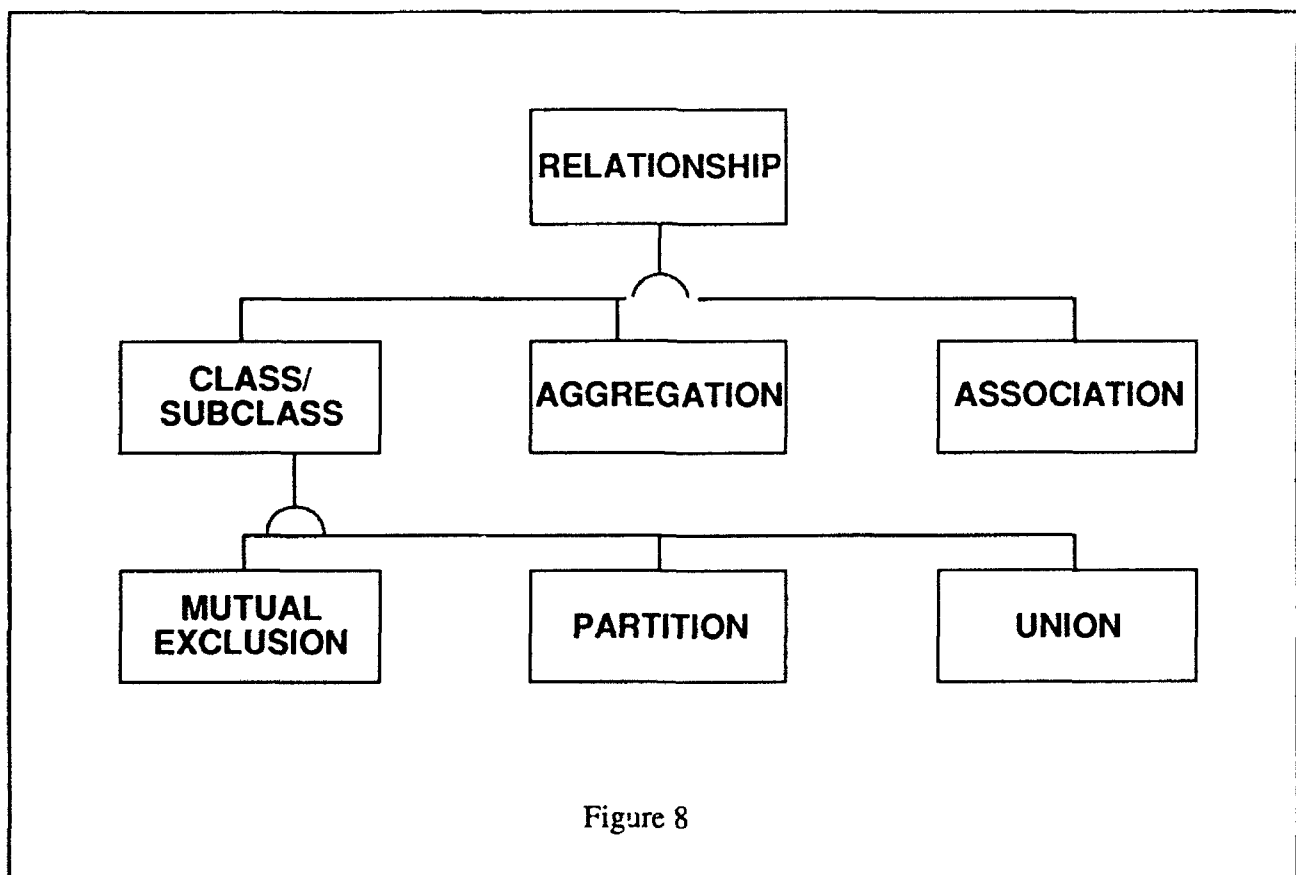 RELATIONSHIP
CLASS/
SUBCLASS
AGGREGATION
ASSOCIATION
MUTUAL
EXCLUSION
PARTITION
UNION
Figure 8